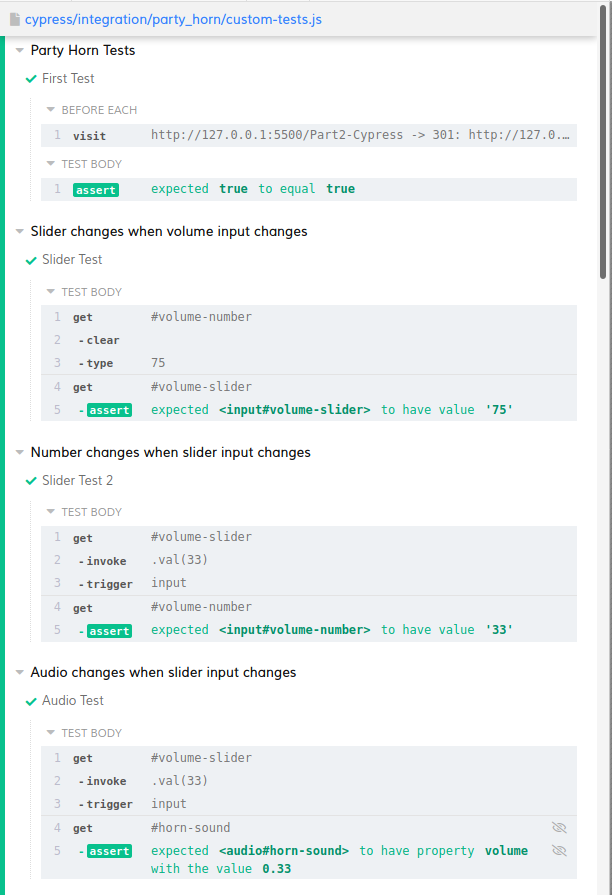 cypress/integration/party_horn/custom-tests.js
Party Horn Tests
First Test
BEFORE EACH
1 visit http://127.0.0.1:5500/Part2-Cypress -> 301: http://127.0....
TEST BODY
1 assert expected true to equal true
Slider changes when volume input changes
Slider Test
TEST BODY
1 get #volume-number
2 -clear
3 -type 75
4 get #volume-slider
5 -assert expected <input#volume-slider> to have value '75'
Number changes when slider input changes
Slider Test 2
TEST BODY
1 get #volume-slider
2 -invoke .val(33)
3 -trigger input
4 get #volume-number
5 -assert expected <input#volume-number> to have value '33'
Audio changes when slider input changes
Audio Test
TEST BODY
1 get #volume-slider
2 -invoke .val(33)
3 -trigger input
4 get #horn-sound
5 -assert expected <audio#horn-sound> to have property volume
with the value 0.33